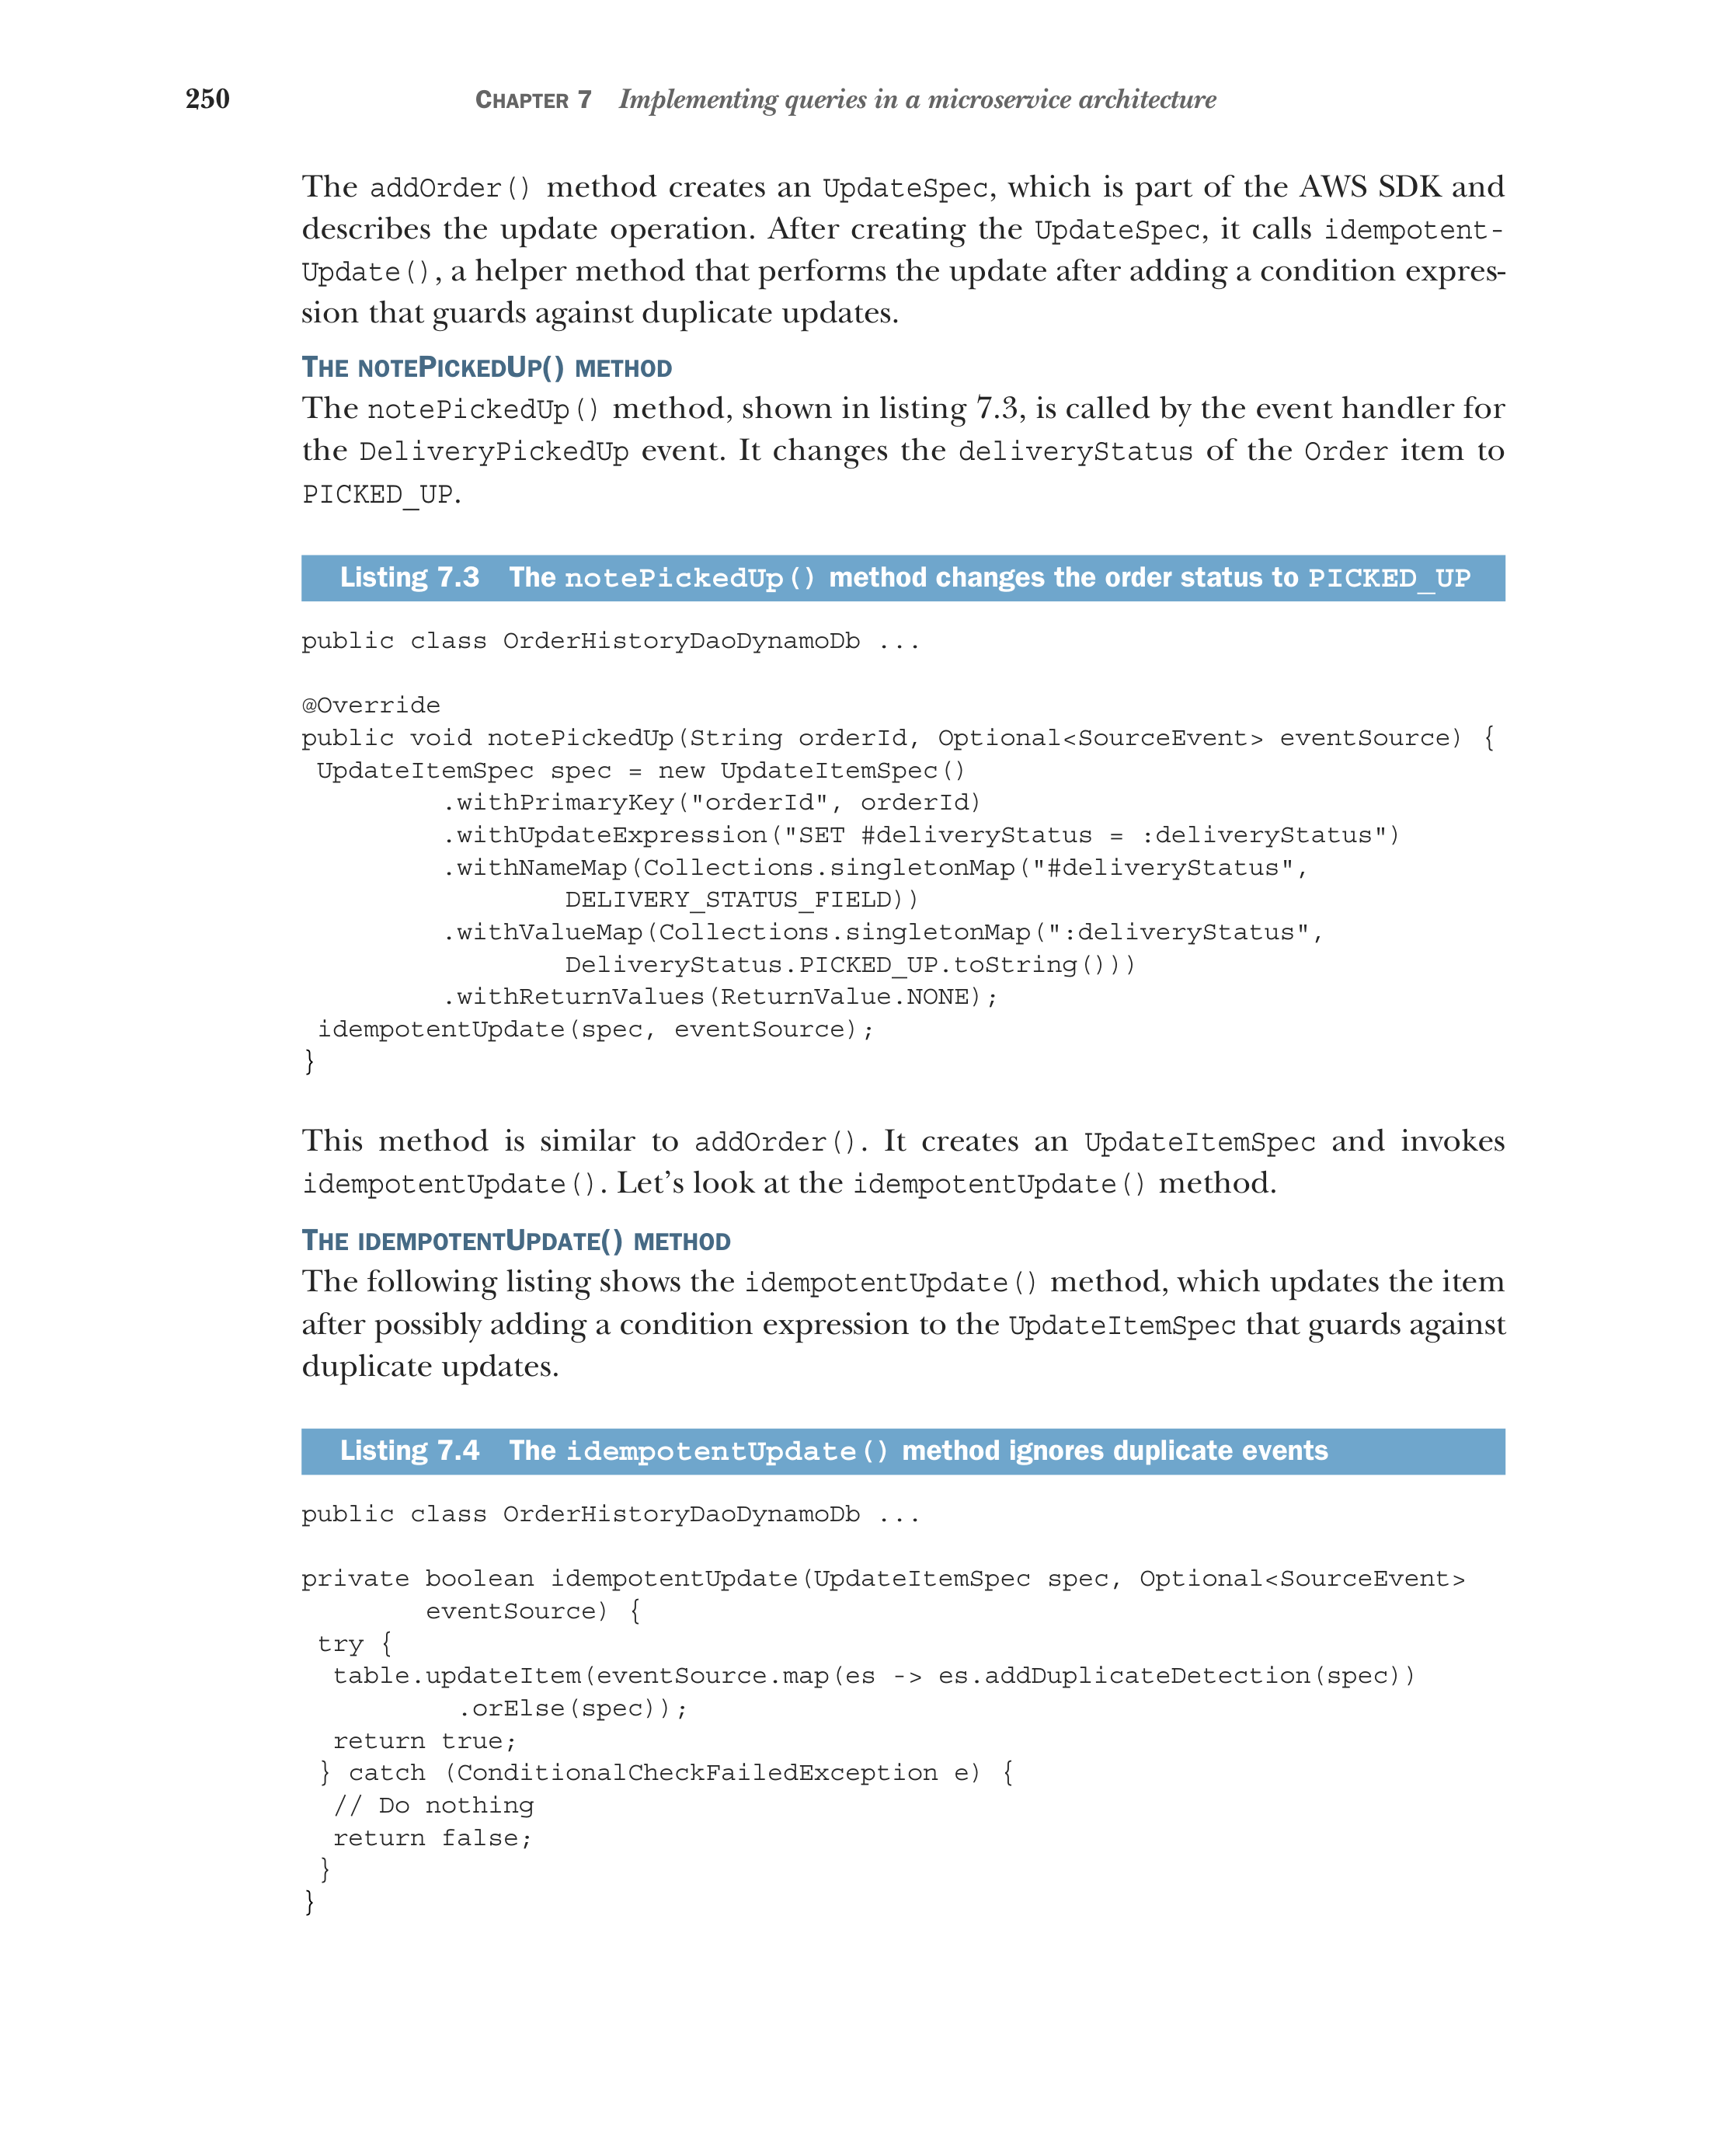 250 CHAPTER 7 Implementing queries in a microservice architecture
The addOrder() method creates an UpdateSpec, which is part of the AWS SDK and
describes the update operation. After creating the UpdateSpec, it calls idempotent-
Update(), a helper method that performs the update after adding a condition expres-
sion that guards against duplicate updates.
THE NOTEPICKEDUP() METHOD
The notePickedUp() method, shown in listing 7.3, is called by the event handler for
the DeliveryPickedUp event. It changes the deliveryStatus of the Order item to
PICKED_UP.
Listing 7.3 The notePickedUp() method changes the order status to PICKED_UP
public class OrderHistoryDaoDynamoDb ...
@Override
public void notePickedUp(String orderId, Optional<SourceEvent> eventSource) {
 UpdateItemSpec spec = new UpdateItemSpec()
         .withPrimaryKey("orderId", orderId)
         .withUpdateExpression("SET #deliveryStatus = :deliveryStatus")
         .withNameMap(Collections.singletonMap("#deliveryStatus",
                 DELIVERY_STATUS_FIELD))
         .withValueMap(Collections.singletonMap(":deliveryStatus",
                 DeliveryStatus.PICKED_UP.toString()))
         .withReturnValues(ReturnValue.NONE);
 idempotentUpdate(spec, eventSource);
}
This method is similar to addOrder(). It creates an UpdateItemSpec and invokes
idempotentUpdate(). Let’s look at the idempotentUpdate() method.
THE IDEMPOTENTUPDATE() METHOD
The following listing shows the idempotentUpdate() method, which updates the item
after possibly adding a condition expression to the UpdateItemSpec that guards against
duplicate updates.
Listing 7.4 The idempotentUpdate() method ignores duplicate events
public class OrderHistoryDaoDynamoDb ...
private boolean idempotentUpdate(UpdateItemSpec spec, Optional<SourceEvent>
        eventSource) {
 try {
  table.updateItem(eventSource.map(es -> es.addDuplicateDetection(spec))
          .orElse(spec));
  return true;
 } catch (ConditionalCheckFailedException e) {
  // Do nothing
  return false;
 }
}